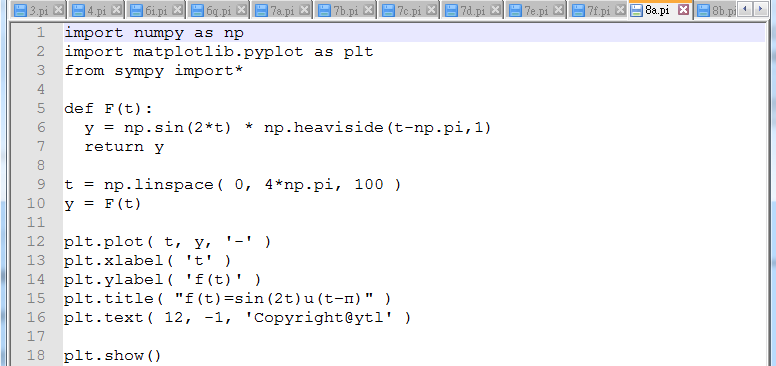 3.pi 4.pi 6i.pi 6q.pi 7a.pi 7b.pi 7c.pi 7d.pi 7e.pi 7f.pi 8a.pi 8b.pi
1 import numpy as np
2 import matplotlib.pyplot as plt
3 from sympy import*
4
5 def F(t):
6   y = np.sin(2*t) * np.heaviside(t-np.pi,1)
7   return y
8
9 t = np.linspace( 0, 4*np.pi, 100 )
10 y = F(t)
11
12 plt.plot( t, y, '-' )
13 plt.xlabel( 't' )
14 plt.ylabel( 'f(t)' )
15 plt.title( "f(t)=sin(2t)u(t-π)" )
16 plt.text( 12, -1, 'Copyright@ytl' )
17
18 plt.show()